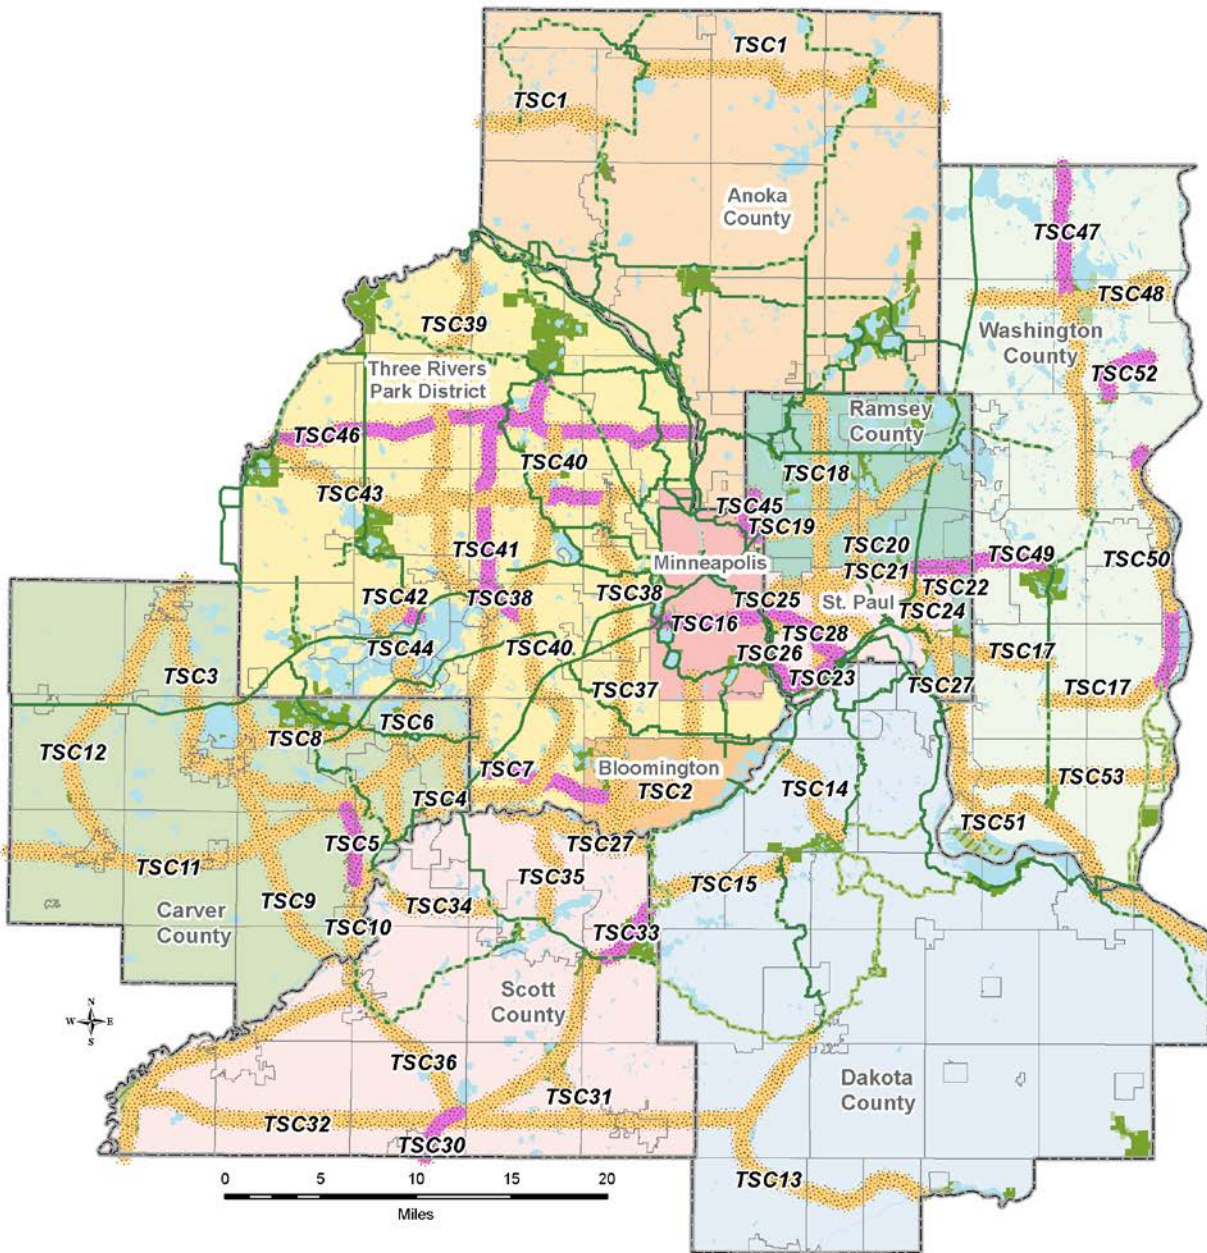 TSC1
TSC1
Anoka
County
TSC47
TSC48
Washington
County
TSC39
Three Rivers
Park District
TSC52
Ramsey
County
TSC46
TSC40
TSC18
TSC43
TSC45
TSC19
TSC41
TSC20
TSC49
TSC50
Minneapolis
TSC21
TSC22
TSC42
TSC38
TSC38
TSC25
St. Paul
TSC24
TSC16
TSC28
TSC44
TSC40
TSC26
TSC17
TSC3
TSC23
TSC37
TSC27
TSC17
TSC6
TSC8
TSC12
TSC7
Bloomington
TSC53
TSC4
TSC2
TSC14
TSC51
TSC5
TSC27
TSC11
TSC35
TSC15
TSC9
TSC34
Carver
County
TSC10
TSC33
Scott
County
N
W E
S
TSC36
Dakota
County
TSC31
TSC32
TSC30
TSC13
0 5 10 15 20
Miles